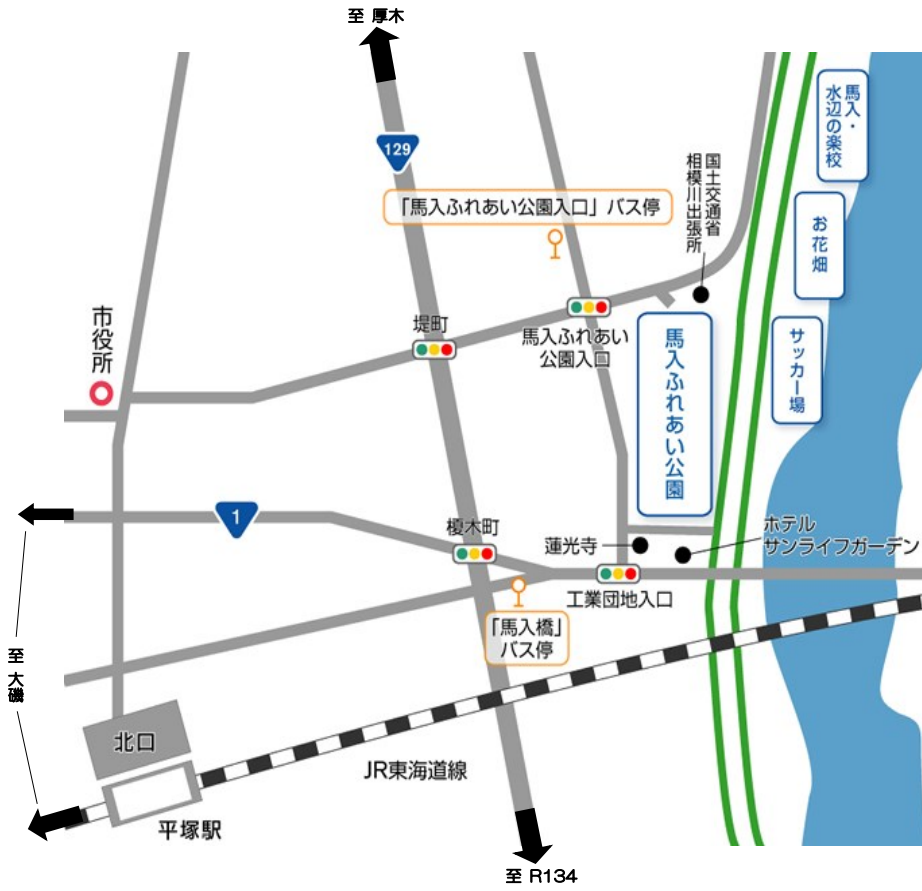 至 厚木
129
馬入・
水辺の楽校
国土交通省
相模川出張所
「馬入ふれあい公園入口」バス停
お花畑
市役所
堤町
馬入ふれあい
公園入口
馬入ふれあい公園
サッカー場
1
榎木町
蓮光寺
ホテル
サンライフガーデン
工業団地入口
「馬入橋」
バス停
至 大磯
北口
JR東海道線
平塚駅
至 R134